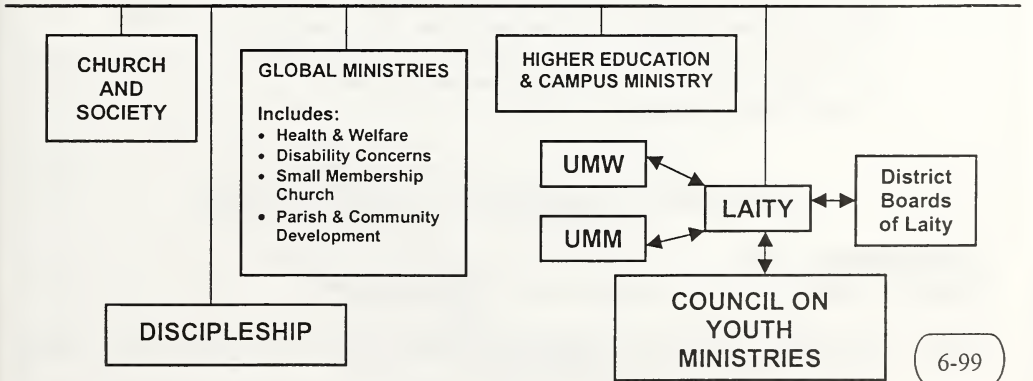 CHURCH
AND
SOCIETY
GLOBAL MINISTRIES
Includes:
• Health & Welfare
• Disability Concerns
• Small Membership
Church
• Parish & Community
Development
HIGHER EDUCATION
& CAMPUS MINISTRY
UMW
UMM
LAITY
District
Boards
of Laity
DISCIPLESHIP
COUNCIL ON
YOUTH
MINISTRIES
6-99